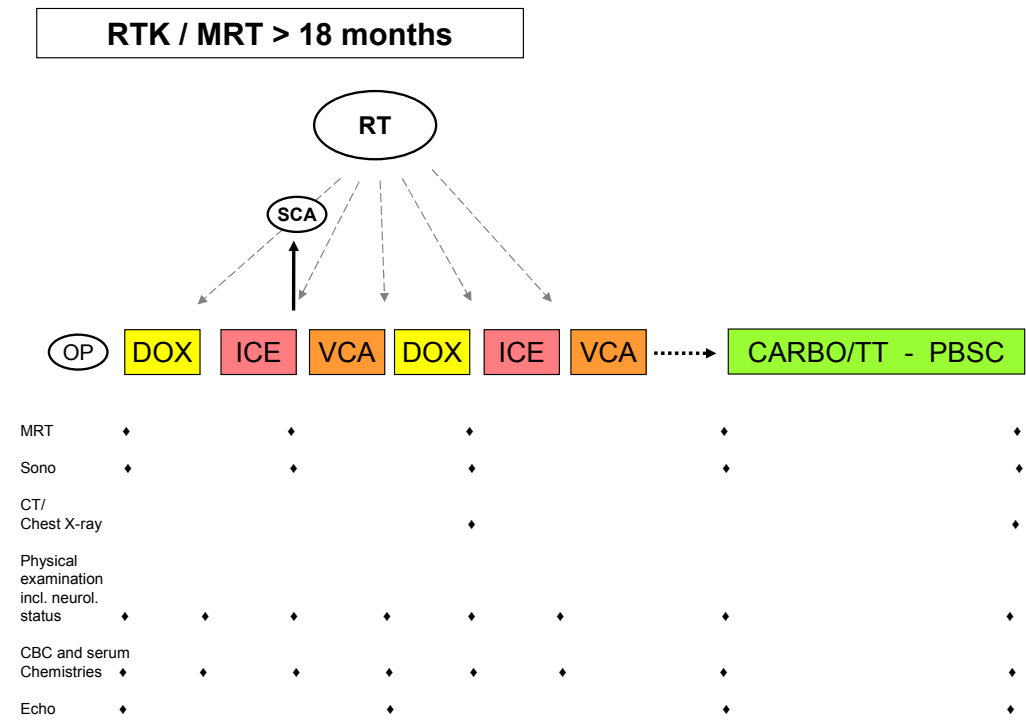 RTK / MRT > 18 months
RT
SCA
OP
DOX
ICE
VCA
DOX
ICE
VCA
CARBO/TT - PBSC
MRT
Sono
CT/
Chest X-ray
Physical
examination
incl. neurol.
status
CBC and serum
Chemistries
Echo